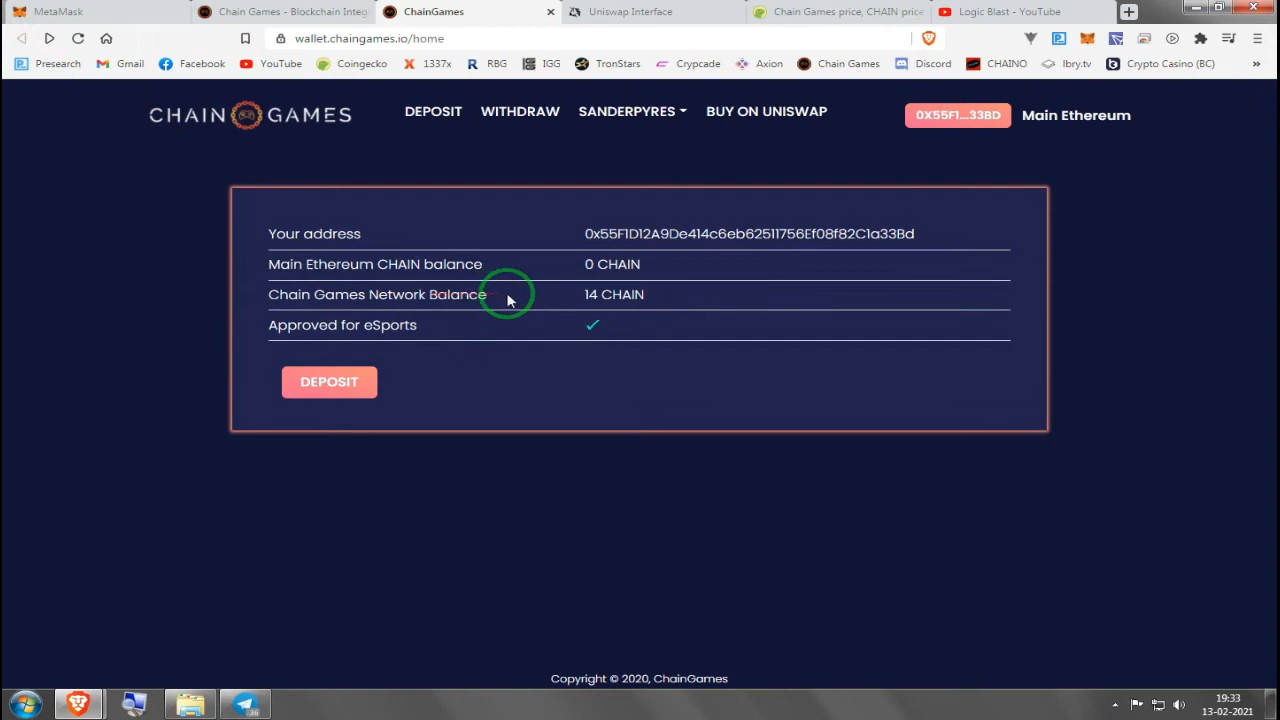 MetaMask
Chain Games - Blockchain Integ
ChainGames
Uniswap Interface
Chain Games price, CHAIN price
Logic Blast - YouTube
wallet.chaingames.io/home
Presearch
Gmail
Facebook
YouTube
Coingecko
1337x
RBG
IGG
TronStars
Crypcade
Axion
Chain Games
Discord
CHAINO
lbry.tv
Crypto Casino (BC)
CHAIN GAMES
DEPOSIT
WITHDRAW
SANDERPYRES
BUY ON UNISWAP
0X55F1...33BD
Main Ethereum
Your address
0x55F1D12A9De414c6eb62511756Ef08f82C1a33Bd
Main Ethereum CHAIN balance
0 CHAIN
Chain Games Network Balance
14 CHAIN
Approved for eSports
DEPOSIT
Copyright © 2020, ChainGames
19:33
13-02-2021